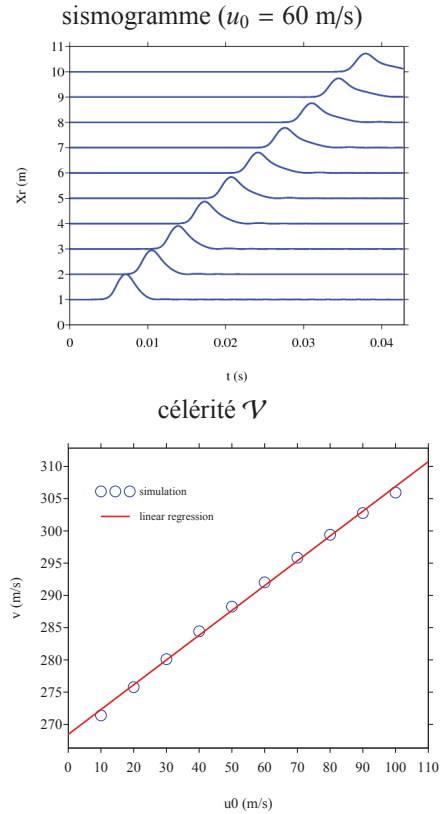 sismogramme (u₀ = 60 m/s)
Xr (m)
11
10
9
8
7
6
5
4
3
2
1
0
0 0.01 0.02 0.03 0.04
t (s)
célérité 𝒱
v (m/s)
310
305
300
295
290
285
280
275
270
simulation
linear regression
0 10 20 30 40 50 60 70 80 90 100 110
u0 (m/s)